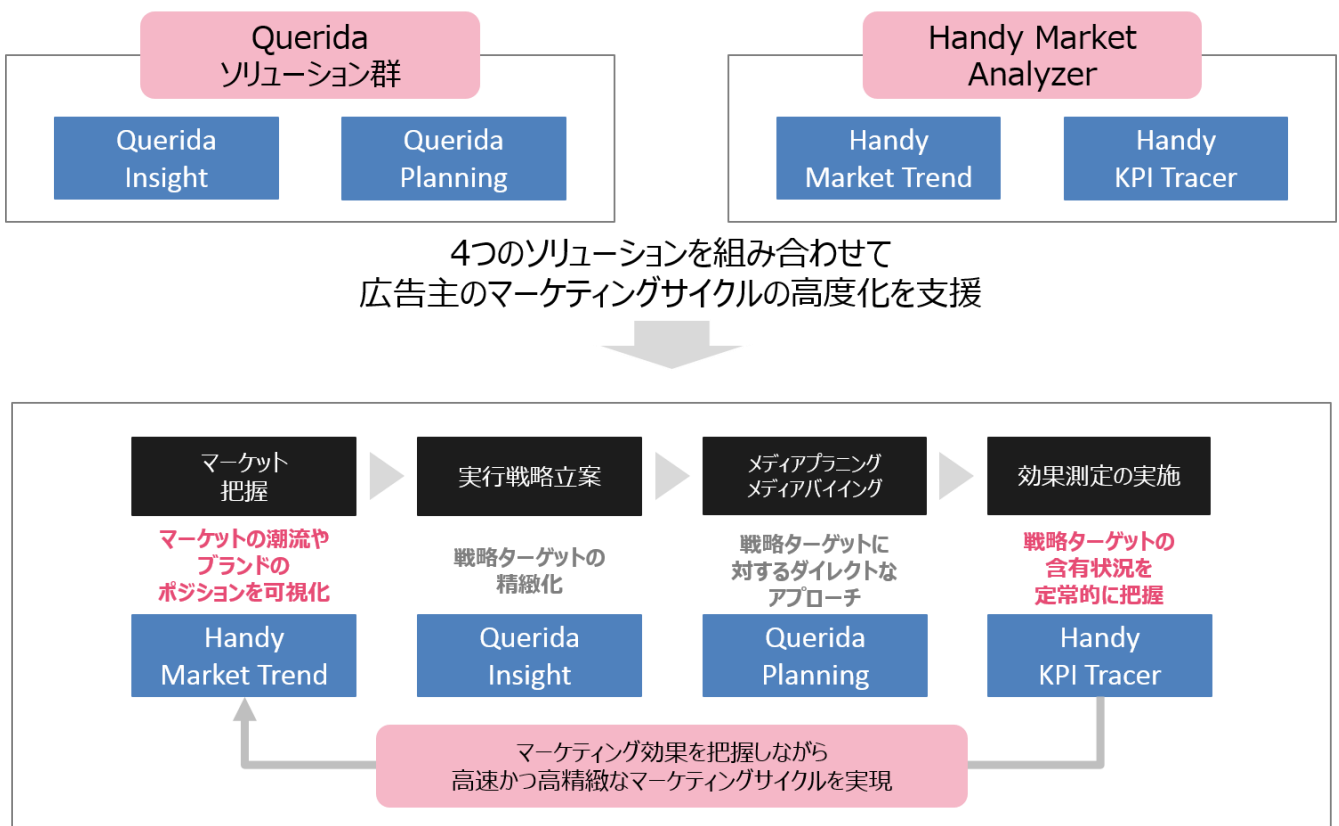 Querida
ソリューション群
Querida
Insight
Querida
Planning
Handy Market
Analyzer
Handy
Market Trend
Handy
KPI Tracer
4つのソリューションを組み合わせて
広告主のマーケティングサイクルの高度化を支援
マーケット
把握
実行戦略立案
メディアプラニング
メディアバイイング
効果測定の実施
マーケットの潮流や
ブランドの
ポジションを可視化
戦略ターゲットの
精緻化
戦略ターゲットに
対するダイレクトな
アプローチ
戦略ターゲットの
含有状況を
定常的に把握
Handy
Market Trend
Querida
Insight
Querida
Planning
Handy
KPI Tracer
マーケティング効果を把握しながら
高速かつ高精緻なマーケティングサイクルを実現